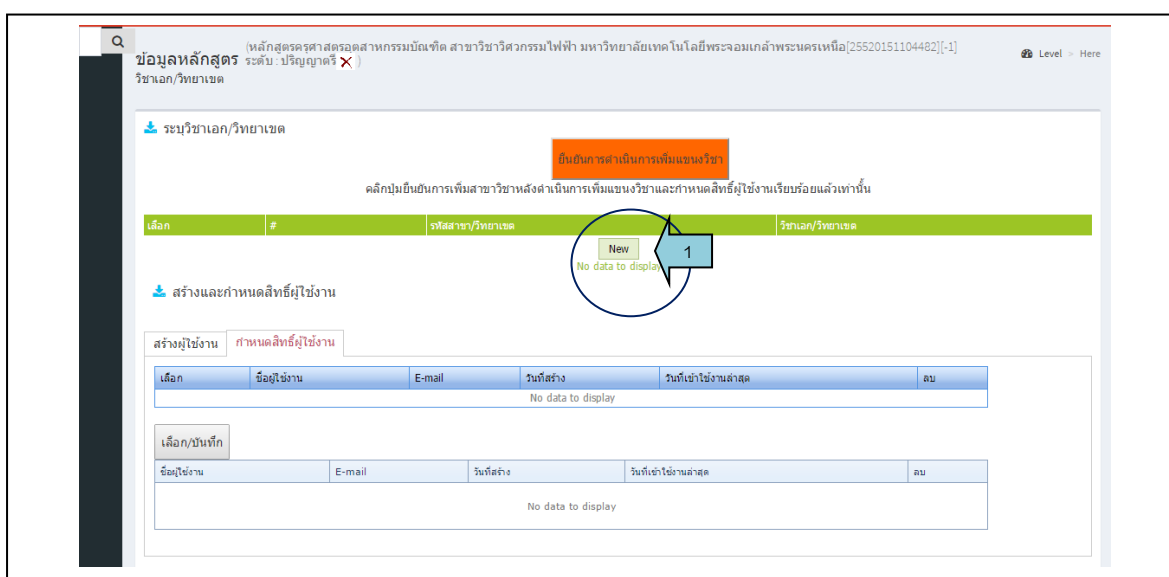 (หลักสูตรครุศาสตรอุตสาหกรรมบัณฑิต สาขาวิชาวิศวกรรมไฟฟ้า มหาวิทยาลัยเทคโนโลยีพระจอมเกล้าพระนครเหนือ[25520151104482][-1]
ข้อมูลหลักสูตร ระดับ : ปริญญาตรี )
Level > Here
วิชาเอก/วิทยาเขต
ระบุวิชาเอก/วิทยาเขต
ยืนยันการดำเนินการเพิ่มแขนงวิชา
คลิกปุ่มยืนยันการเพิ่มสาขาวิชาหลังดำเนินการเพิ่มแขนงวิชาและกำหนดสิทธิ์ผู้ใช้งานเรียบร้อยแล้วเท่านั้น
เลือก # รหัสสาขา/วิทยาเขต วิชาเอก/วิทยาเขต
New 1
No data to display
สร้างและกำหนดสิทธิ์ผู้ใช้งาน
สร้างผู้ใช้งาน กำหนดสิทธิ์ผู้ใช้งาน
เลือก ชื่อผู้ใช้งาน E-mail วันที่สร้าง วันที่เข้าใช้งานล่าสุด ลบ
No data to display
เลือก/บันทึก
ชื่อผู้ใช้งาน E-mail วันที่สร้าง วันที่เข้าใช้งานล่าสุด ลบ
No data to display